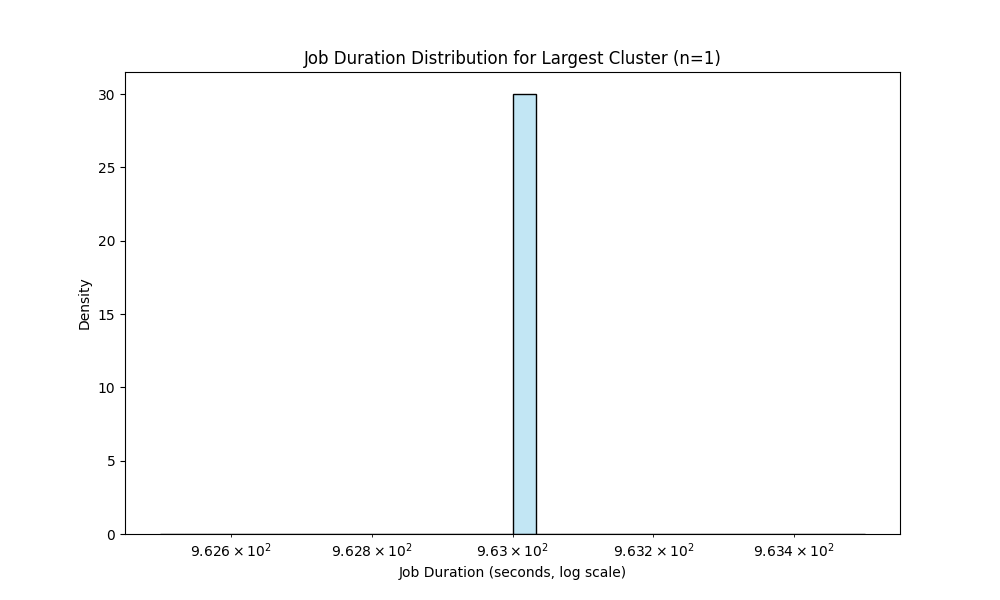 Job Duration Distribution for Largest Cluster (n=1)
30
25
20
15
10
5
0
Density
9.626 × 10²
9.628 × 10²
9.63 × 10²
9.632 × 10²
9.634 × 10²
Job Duration (seconds, log scale)